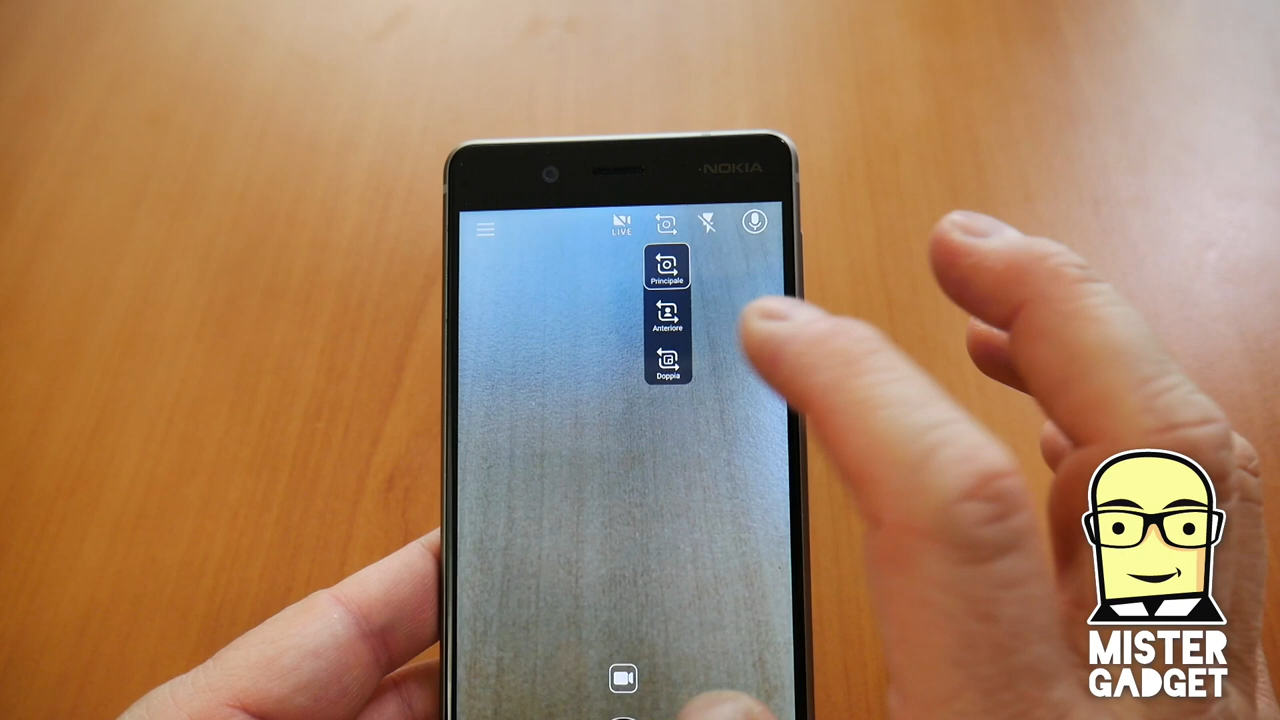 NOKIA
LIVE
Principale
Anteriore
Doppia
MISTER
GADGET